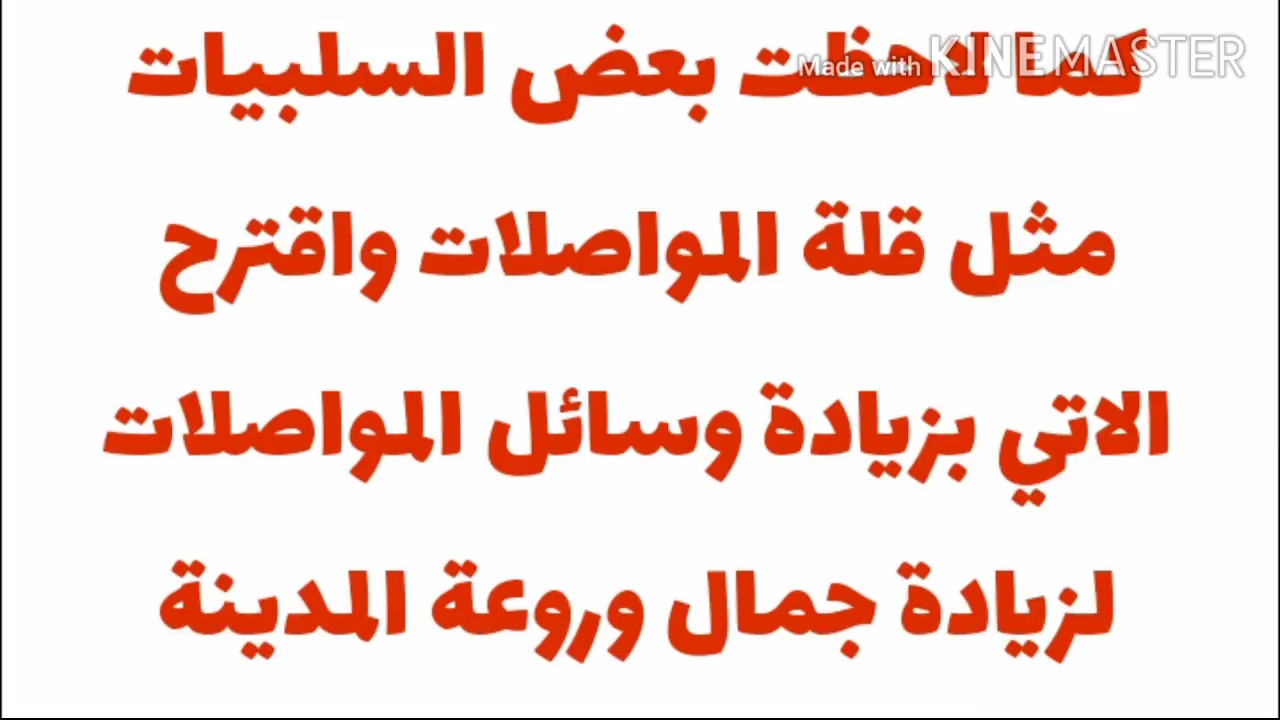 كما لاحظت بعض السلبيات
Made with KINEMASTER
مثل قلة المواصلات واقترح
الاتي بزيادة وسائل المواصلات
لزيادة جمال وروعة المدينة